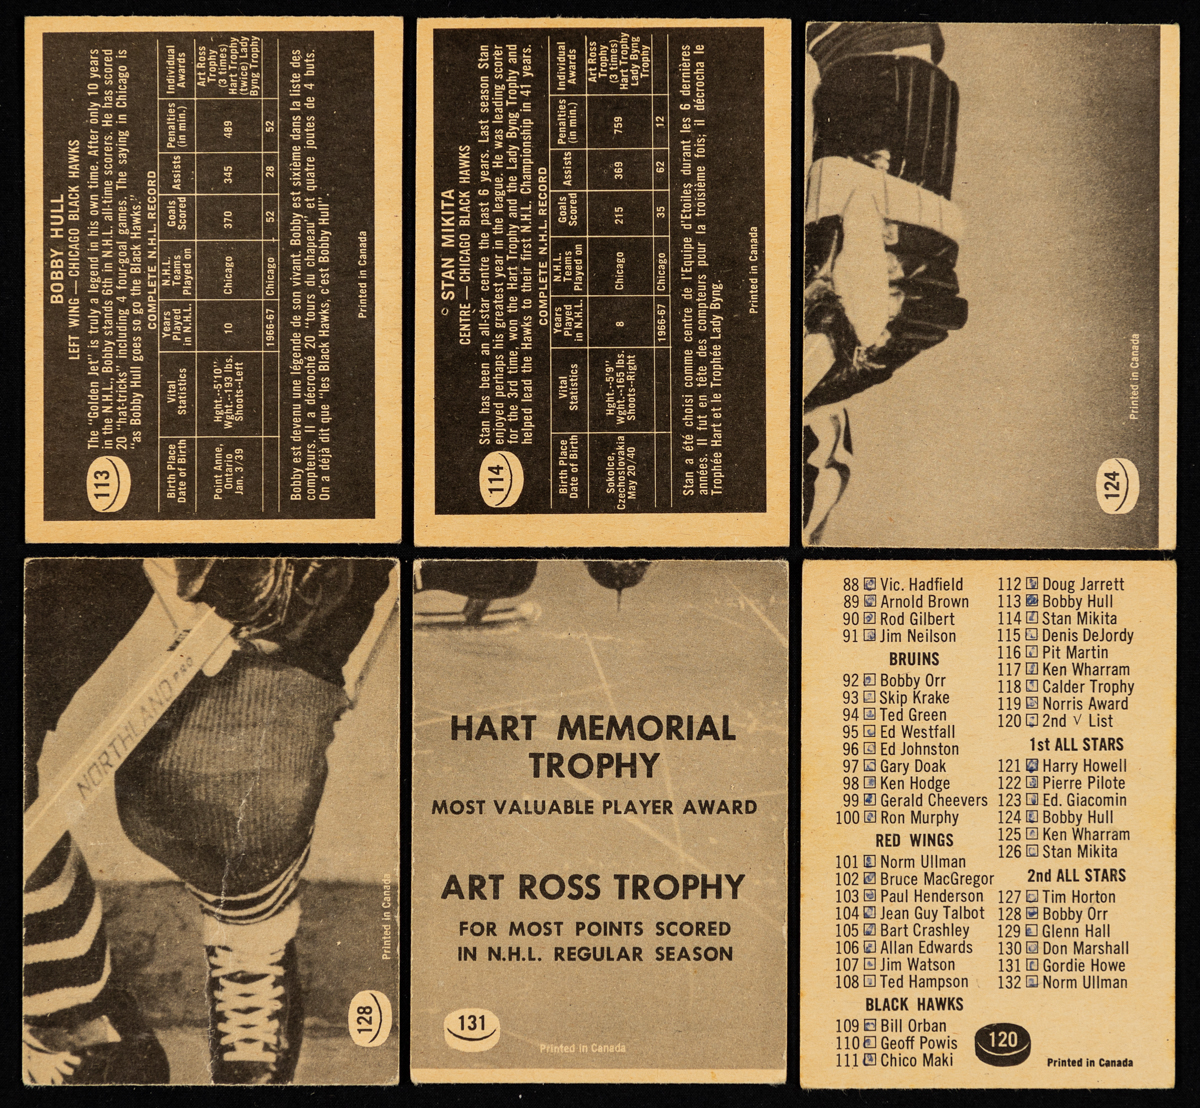 113
BOBBY HULL
LEFT WING — CHICAGO BLACK HAWKS
The "Golden Jet" is truly a legend in his own time. After only 10 years
in the N.H.L., Bobby stands 6th in N.H.L. all-time scorers. He has scored
20 "hat-tricks" including 4 four-goal games. The saying in Chicago is
"as Bobby Hull goes so go the Black Hawks."
COMPLETE N.H.L. RECORD
Birth Place Date of Birth | Vital Statistics | Years Played in N.H.L. | N.H.L. Teams Played on | Goals Scored | Assists | Penalties (in min.) | Individual Awards
Point Anne, Ontario Jan. 3/39 | Hght.--5'10" Wght.--193 lbs. Shoots--Left | 10 | Chicago | 370 | 345 | 489 | Art Ross Trophy (3 times) Hart Trophy (twice) Lady Byng Trophy
1966-67 | Chicago | 52 | 28 | 52
Bobby est devenu une légende de son vivant. Bobby est sixième dans la liste des
compteurs. Il a décroché 20 "tours du chapeau" et quatre joutes de 4 buts.
On a déjà dit que "les Black Hawks, c'est Bobby Hull".
Printed in Canada
114
STAN MIKITA
CENTRE — CHICAGO BLACK HAWKS
Stan has been an all-star centre the past 6 years. Last season Stan
enjoyed perhaps his greatest year in the league. He was leading scorer
for the 3rd time, won the Hart Trophy and the Lady Byng Trophy and
helped lead the Hawks to their first N.H.L. Championship in 41 years.
COMPLETE N.H.L. RECORD
Birth Place Date of Birth | Vital Statistics | Years Played in N.H.L. | N.H.L. Teams Played on | Goals Scored | Assists | Penalties (in min.) | Individual Awards
Sokolce, Czechoslovakia May 20/40 | Hght.--5'9" Wght.--165 lbs. Shoots--Right | 8 | Chicago | 215 | 369 | 759 | Art Ross Trophy (3 times) Hart Trophy Lady Byng Trophy
1966-67 | Chicago | 35 | 62 | 12
Stan a été choisi comme centre de l'Equipe d'Etoiles durant les 6 dernières
années. Il fut en tête des compteurs pour la troisième fois; il décrocha le
Trophée Hart et le Trophée Lady Byng.
Printed in Canada
124
Printed in Canada
NORTHLAND PRO
128
Printed in Canada
HART MEMORIAL
TROPHY
MOST VALUABLE PLAYER AWARD
ART ROSS TROPHY
FOR MOST POINTS SCORED
IN N.H.L. REGULAR SEASON
131
Printed in Canada
88 Vic. Hadfield
89 Arnold Brown
90 Rod Gilbert
91 Jim Neilson
BRUINS
92 Bobby Orr
93 Skip Krake
94 Ted Green
95 Ed Westfall
96 Ed Johnston
97 Gary Doak
98 Ken Hodge
99 Gerald Cheevers
100 Ron Murphy
RED WINGS
101 Norm Ullman
102 Bruce MacGregor
103 Paul Henderson
104 Jean Guy Talbot
105 Bart Crashley
106 Allan Edwards
107 Jim Watson
108 Ted Hampson
BLACK HAWKS
109 Bill Orban
110 Geoff Powis
111 Chico Maki
112 Doug Jarrett
113 Bobby Hull
114 Stan Mikita
115 Denis DeJordy
116 Pit Martin
117 Ken Wharram
118 Calder Trophy
119 Norris Award
120 2nd √ List
1st ALL STARS
121 Harry Howell
122 Pierre Pilote
123 Ed. Giacomin
124 Bobby Hull
125 Ken Wharram
126 Stan Mikita
2nd ALL STARS
127 Tim Horton
128 Bobby Orr
129 Glenn Hall
130 Don Marshall
131 Gordie Howe
132 Norm Ullman
120
Printed in Canada